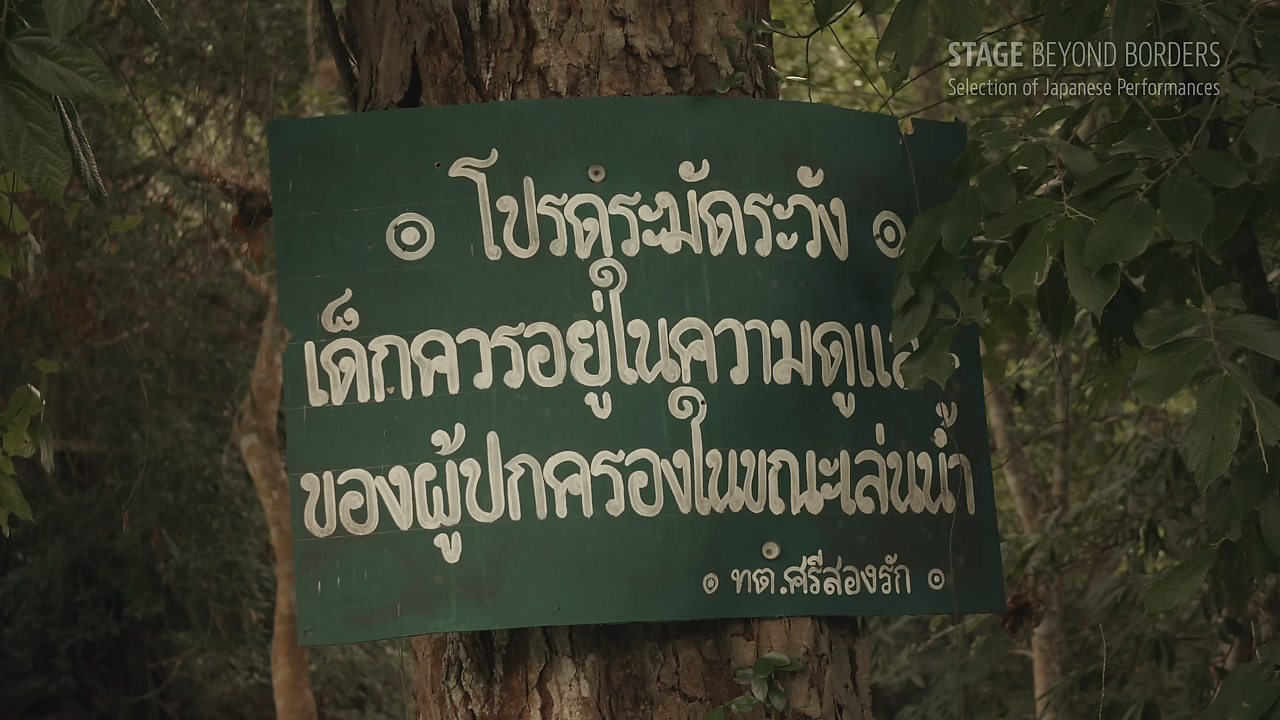 STAGE BEYOND BORDERS
Selection of Japanese Performances
๏ โปรดระมัดระวัง ๏
เด็กควรอยู่ในความดูแล
ของผู้ปกครองในขณะเล่นน้ำ
๏ ทต.ศรีสองรัก ๏